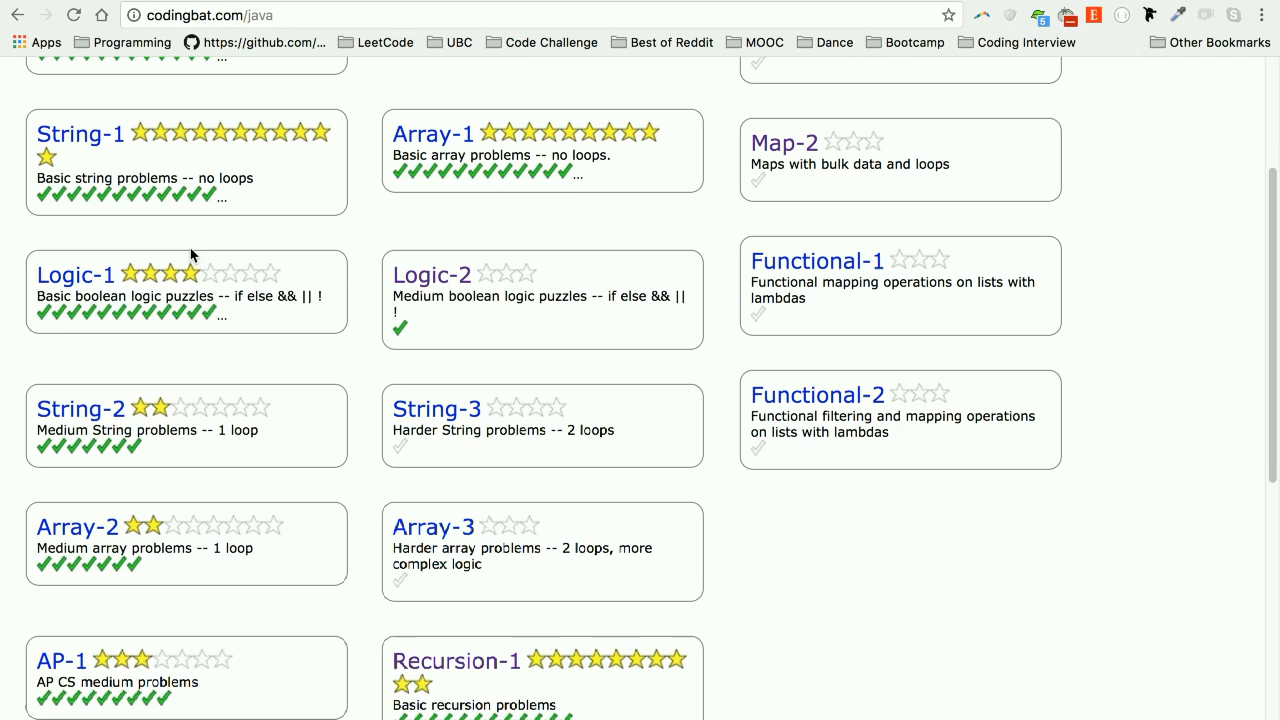 codingbat.com/java
5
E
Apps Programming https://github.com/... LeetCode UBC Code Challenge Best of Reddit MOOC Dance Bootcamp Coding Interview Other Bookmarks
...
String-1
Basic string problems -- no loops
...
Array-1
Basic array problems -- no loops.
...
Map-2
Maps with bulk data and loops
Logic-1
Basic boolean logic puzzles -- if else && || !
...
Logic-2
Medium boolean logic puzzles -- if else && ||
!
Functional-1
Functional mapping operations on lists with
lambdas
String-2
Medium String problems -- 1 loop
String-3
Harder String problems -- 2 loops
Functional-2
Functional filtering and mapping operations
on lists with lambdas
Array-2
Medium array problems -- 1 loop
Array-3
Harder array problems -- 2 loops, more
complex logic
AP-1
AP CS medium problems
Recursion-1
Basic recursion problems